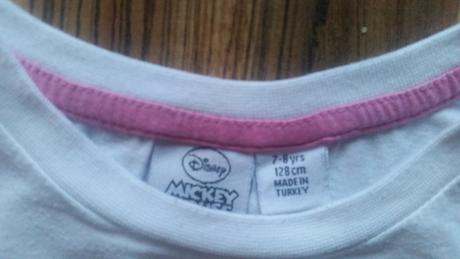 Disney
MICKEY
7-8 yrs
128 cm
MADE IN
TURKEY